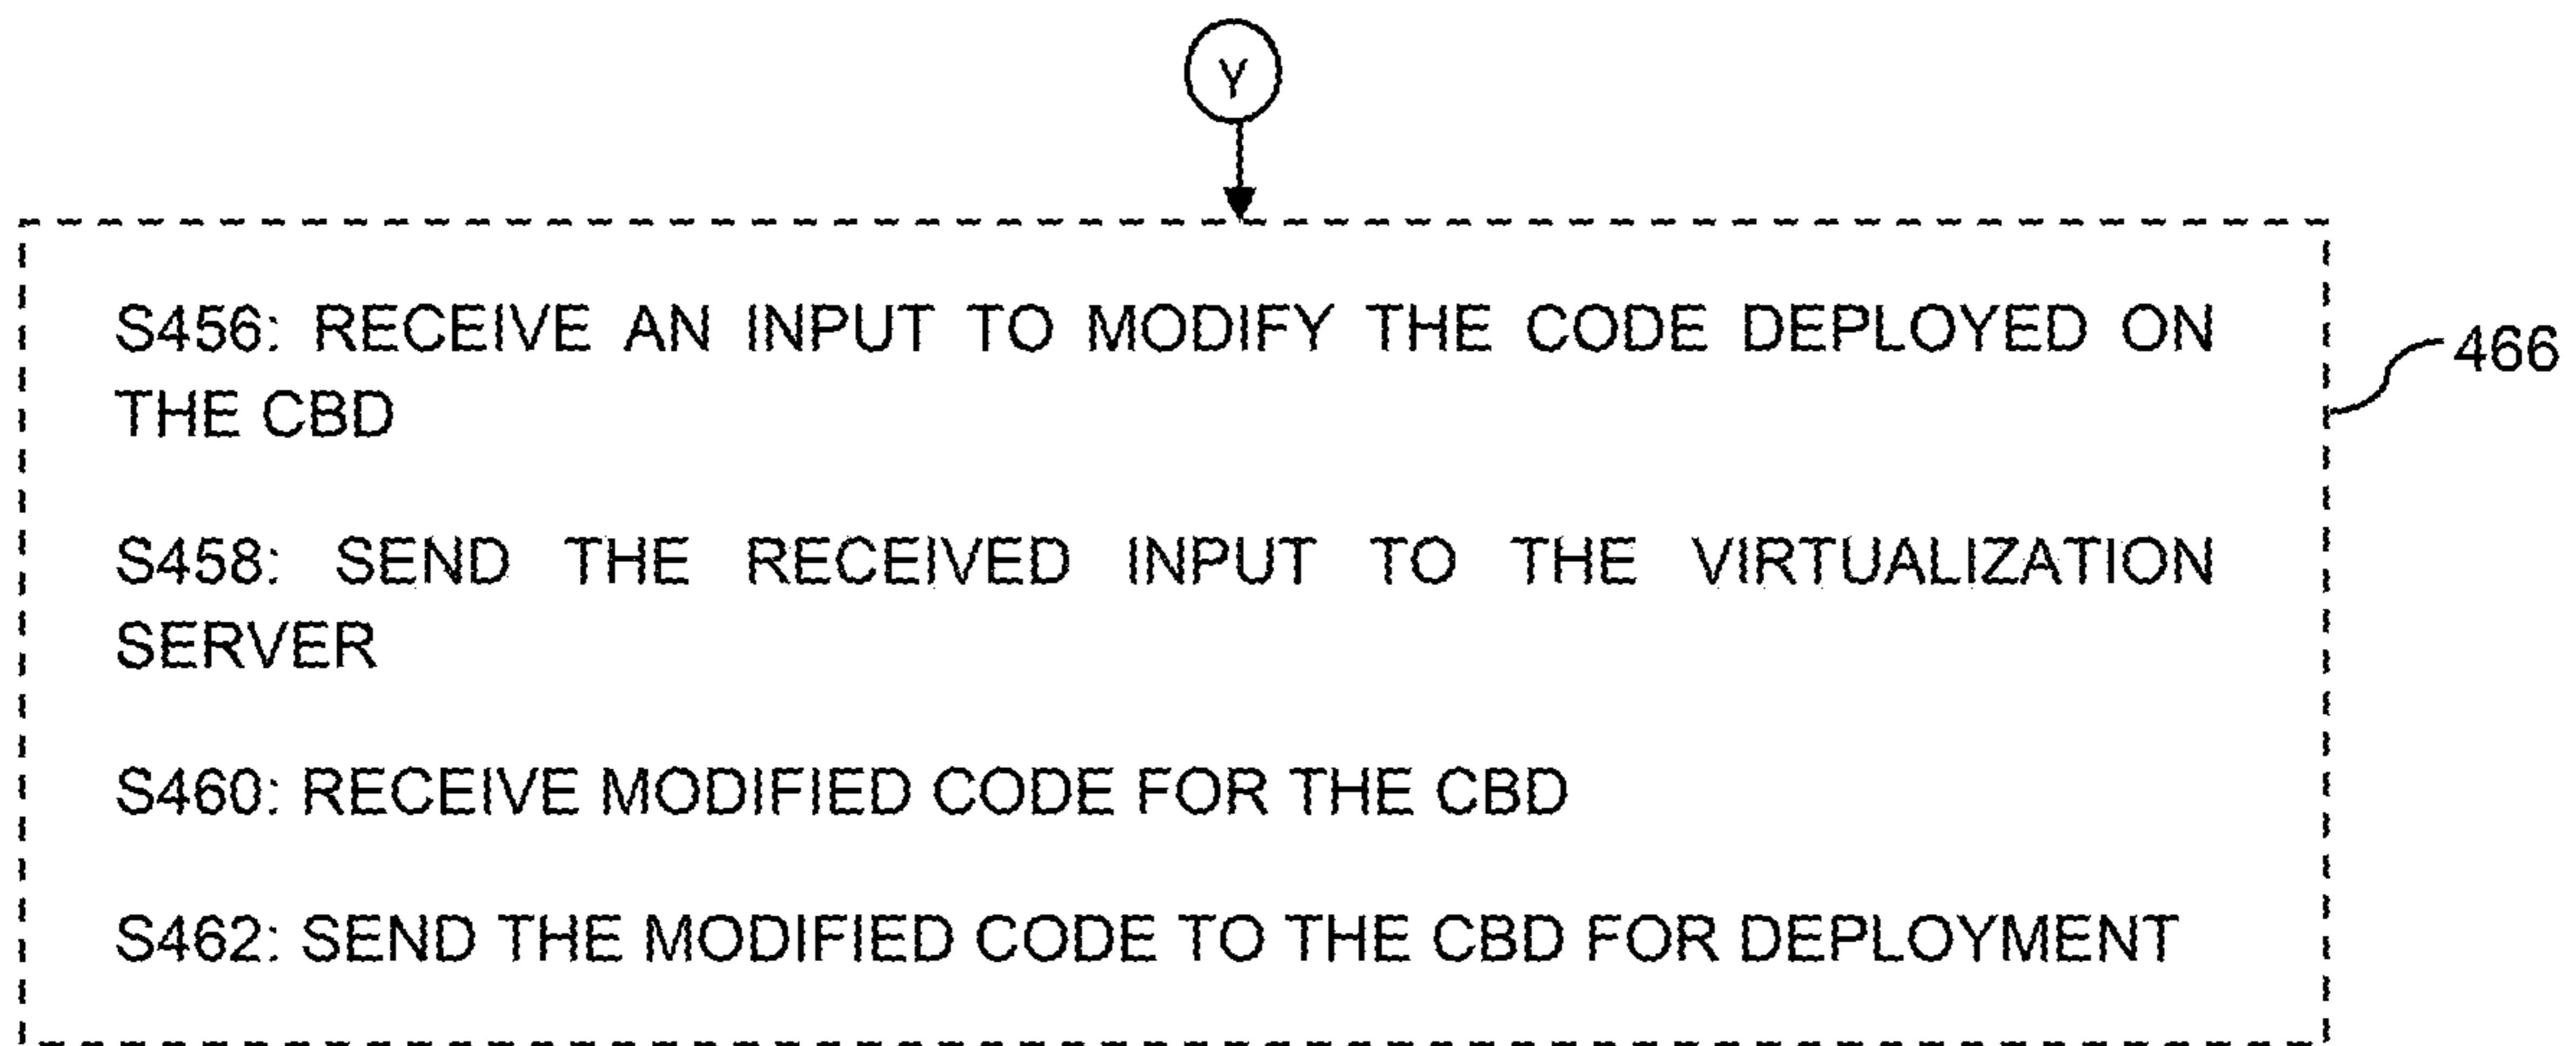 Y
S456: RECEIVE AN INPUT TO MODIFY THE CODE DEPLOYED ON
THE CBD
466
S458: SEND THE RECEIVED INPUT TO THE VIRTUALIZATION
SERVER
S460: RECEIVE MODIFIED CODE FOR THE CBD
S462: SEND THE MODIFIED CODE TO THE CBD FOR DEPLOYMENT